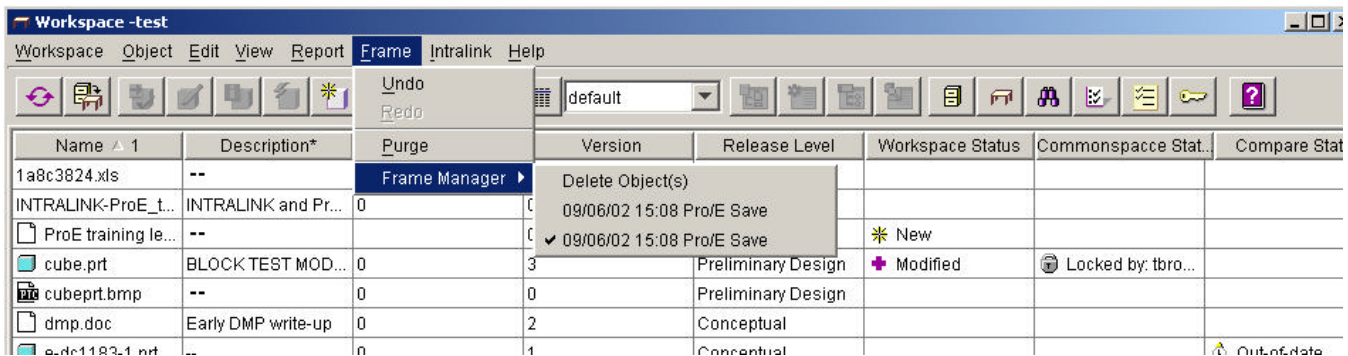 Workspace -test
Workspace Object Edit View Report Frame Intralink Help
Undo
default
Redo
Name 1 Description* Purge Version Release Level Workspace Status Commonspacce Stat... Compare Stat
1a8c3824.xls -- Frame Manager Delete Object(s)
INTRALINK-ProE_t... INTRALINK and Pr... 0 09/06/02 15:08 Pro/E Save
ProE training le... -- 09/06/02 15:08 Pro/E Save New
cube.prt BLOCK TEST MOD... 0 3 Preliminary Design Modified Locked by: tbro...
PTC cubeprt.bmp -- 0 0 Preliminary Design
dmp.doc Early DMP write-up 0 2 Conceptual
e-dc1183-1.prt -- 0 1 Conceptual Out-of-date